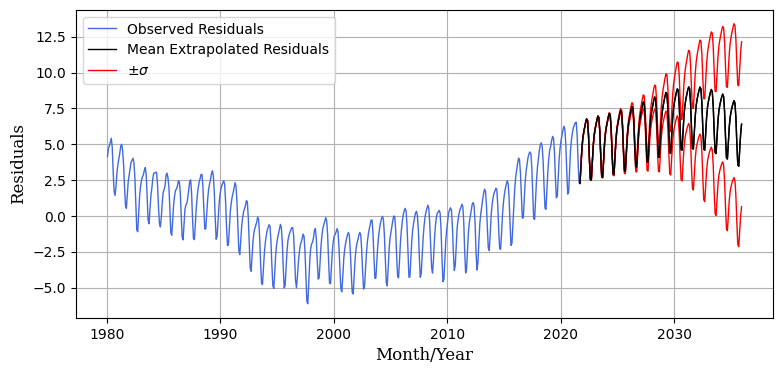 Observed Residuals
Mean Extrapolated Residuals
±σ
Residuals
12.5
10.0
7.5
5.0
2.5
0.0
−2.5
−5.0
1980 1990 2000 2010 2020 2030
Month/Year